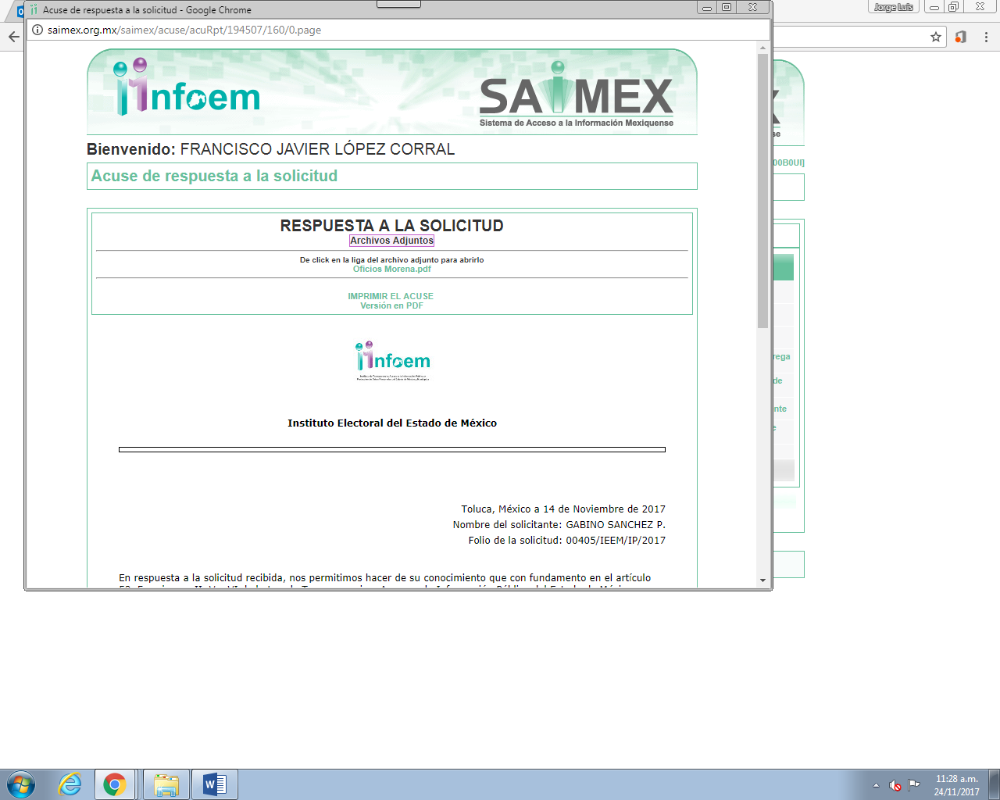 Acuse de respuesta a la solicitud - Google Chrome
Jorge Luis
saimex.org.mx/saimex/acuse/acuRpt/194507/160/0.page
infoem
SAIMEX
Sistema de Acceso a la Información Mexiquense
Bienvenido: FRANCISCO JAVIER LÓPEZ CORRAL
00B0UI]
Acuse de respuesta a la solicitud
RESPUESTA A LA SOLICITUD
Archivos Adjuntos
De click en la liga del archivo adjunto para abrirlo
Oficios Morena.pdf
IMPRIMIR EL ACUSE
Versión en PDF
rega
de
nte
e
infoem
Instituto Electoral del Estado de México
Toluca, México a 14 de Noviembre de 2017
Nombre del solicitante: GABINO SANCHEZ P.
Folio de la solicitud: 00405/IEEM/IP/2017
En respuesta a la solicitud recibida, nos permitimos hacer de su conocimiento que con fundamento en el artículo
11:28 a.m.
24/11/2017